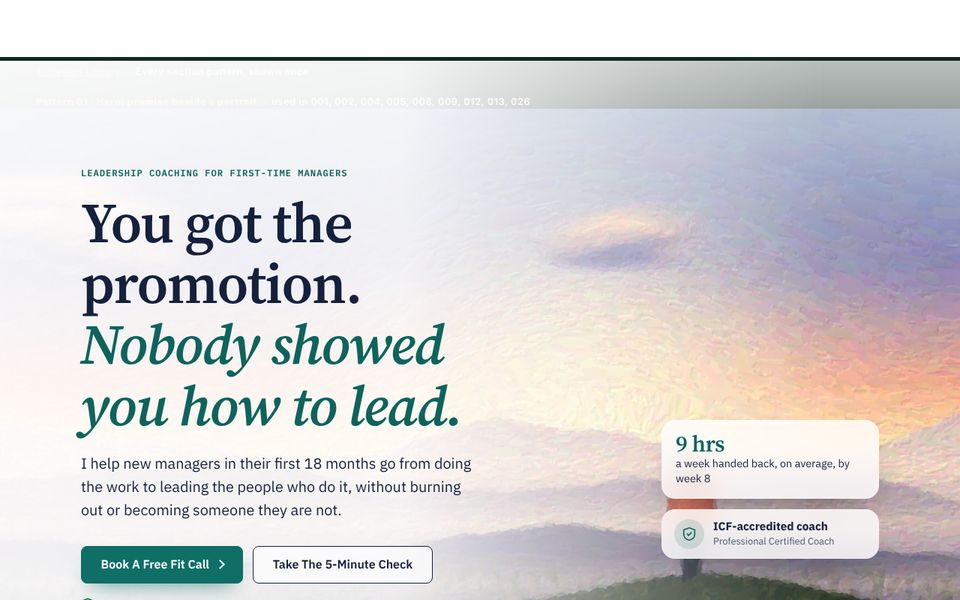 Every section pattern, shown once
Pattern 01 Hero: promise beside a portrait used in 001, 002, 004, 005, 008, 009, 012, 013, 026
LEADERSHIP COACHING FOR FIRST-TIME MANAGERS
You got the
promotion.
Nobody showed
you how to lead.
I help new managers in their first 18 months go from doing
the work to leading the people who do it, without burning
out or becoming someone they are not.
Book A Free Fit Call
Take The 5-Minute Check
9 hrs
a week handed back, on average, by
week 8
ICF-accredited coach
Professional Certified Coach